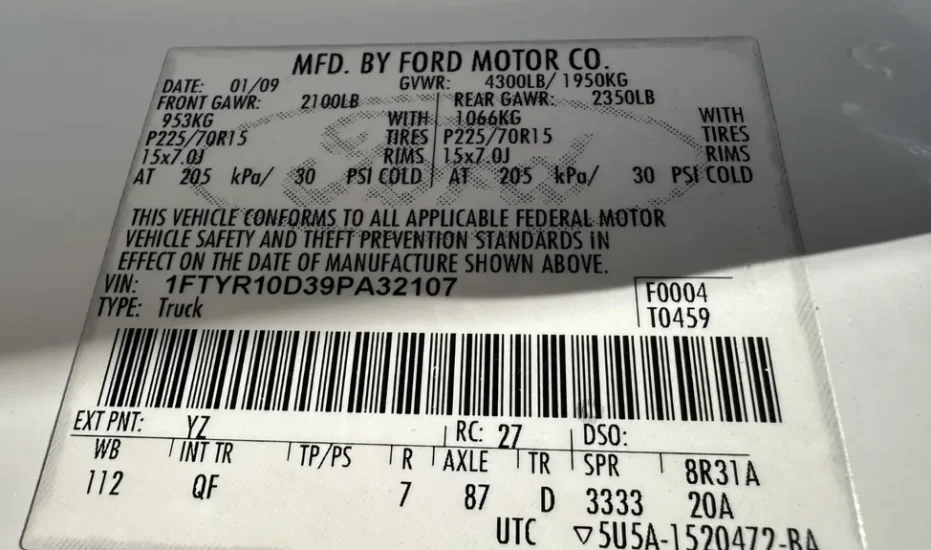 MFD. BY FORD MOTOR CO.
DATE: 01/09 GVWR: 4300LB/ 1950KG
FRONT GAWR: 2100LB REAR GAWR: 2350LB
953KG WITH 1066KG WITH
P225/70R15 TIRES P225/70R15 TIRES
15x7.0J RIMS 15x7.0J RIMS
AT 205 kPa/ 30 PSI COLD AT 205 kPa/ 30 PSI COLD
Ford
THIS VEHICLE CONFORMS TO ALL APPLICABLE FEDERAL MOTOR
VEHICLE SAFETY AND THEFT PREVENTION STANDARDS IN
EFFECT ON THE DATE OF MANUFACTURE SHOWN ABOVE.
VIN: 1FTYR10D39PA32107 F0004
TYPE: Truck T0459
EXT PNT: YZ RC: 27 DSO:
WB INT TR TP/PS R AXLE TR SPR 8R31A
112 QF 7 87 D 3333 20A
UTC ▽5U5A-1520472-BA